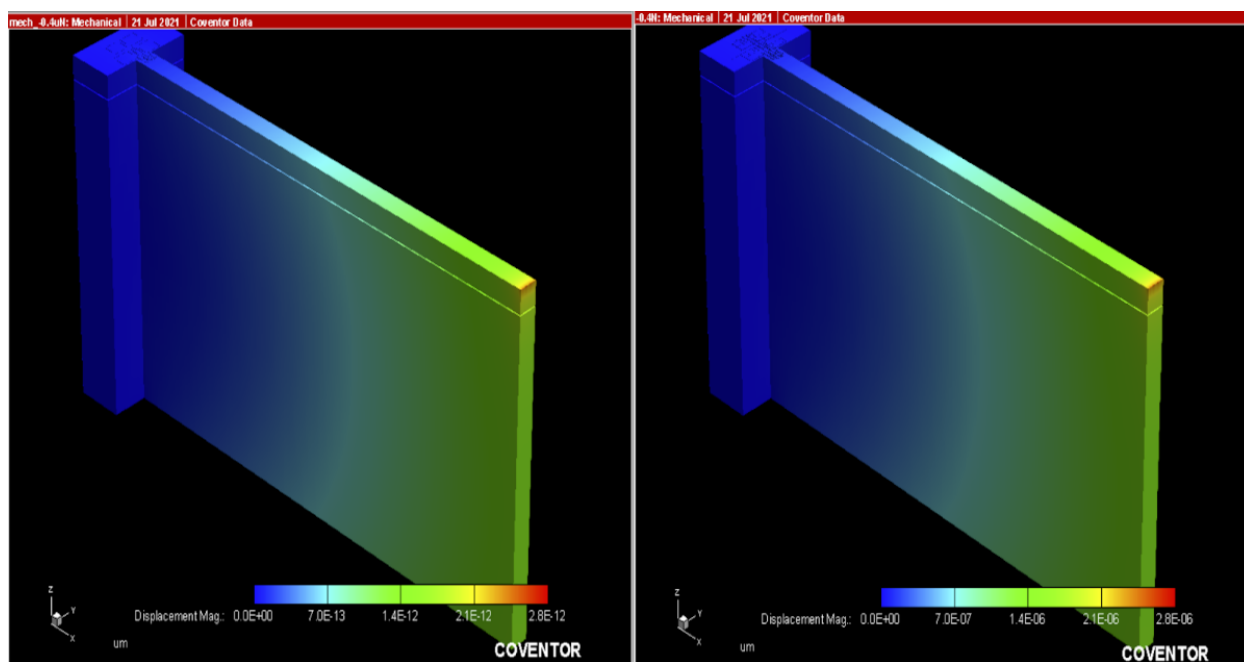 mech_-0.4uN: Mechanical | 21 Jul 2021 | Coventor Data
z
Y
X
Displacement Mag.: 0.0E+00 7.0E-13 1.4E-12 2.1E-12 2.8E-12
um
COVENTOR
-0.4N: Mechanical | 21 Jul 2021 | Coventor Data
z
Y
X
Displacement Mag.: 0.0E+00 7.0E-07 1.4E-06 2.1E-06 2.8E-06
um
COVENTOR